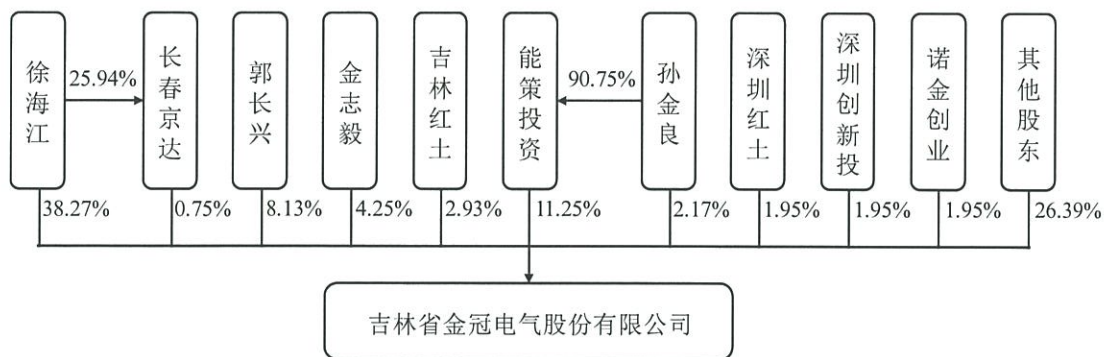 徐海江
25.94%
长春京达
郭长兴
金志毅
吉林红土
能策投资
90.75%
孙金良
深圳红土
深圳创新投
诺金创业
其他股东
38.27%
0.75%
8.13%
4.25%
2.93%
11.25%
2.17%
1.95%
1.95%
1.95%
26.39%
吉林省金冠电气股份有限公司